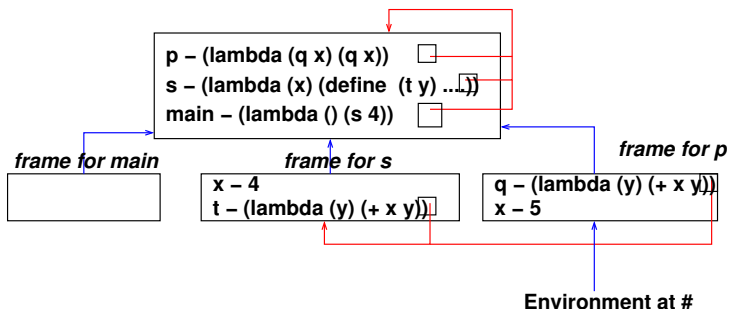 p – (lambda (q x) (q x))
s – (lambda (x) (define (t y) ....))
main – (lambda () (s 4))
frame for main
frame for s
frame for p
x – 4
t – (lambda (y) (+ x y))
q – (lambda (y) (+ x y))
x – 5
Environment at #